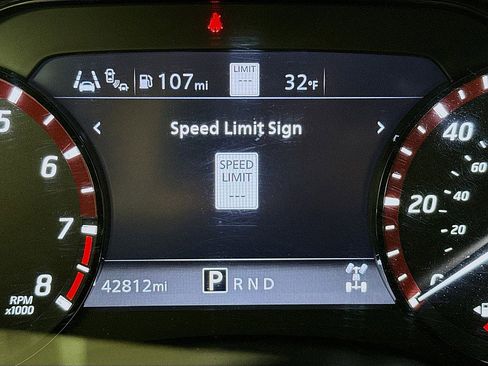 107mi
LIMIT
---
32°F
Speed Limit Sign
SPEED
LIMIT
---
5
6
7
8
RPM
x1000
40
60
40
20
20
42812mi
P R N D